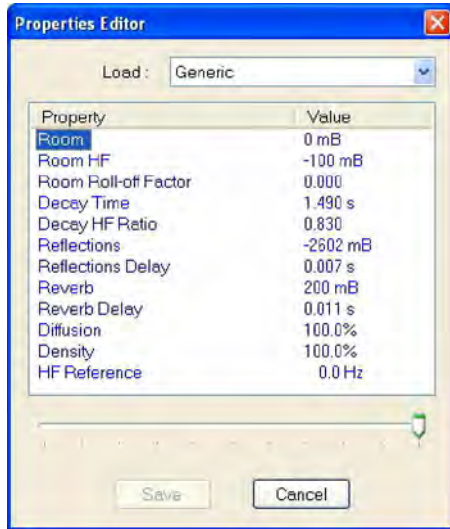 Properties Editor
Load : Generic
Property Value
Room 0 mB
Room HF -100 mB
Room Roll-off Factor 0.000
Decay Time 1.490 s
Decay HF Ratio 0.830
Reflections -2602 mB
Reflections Delay 0.007 s
Reverb 200 mB
Reverb Delay 0.011 s
Diffusion 100.0%
Density 100.0%
HF Reference 0.0 Hz
Save Cancel